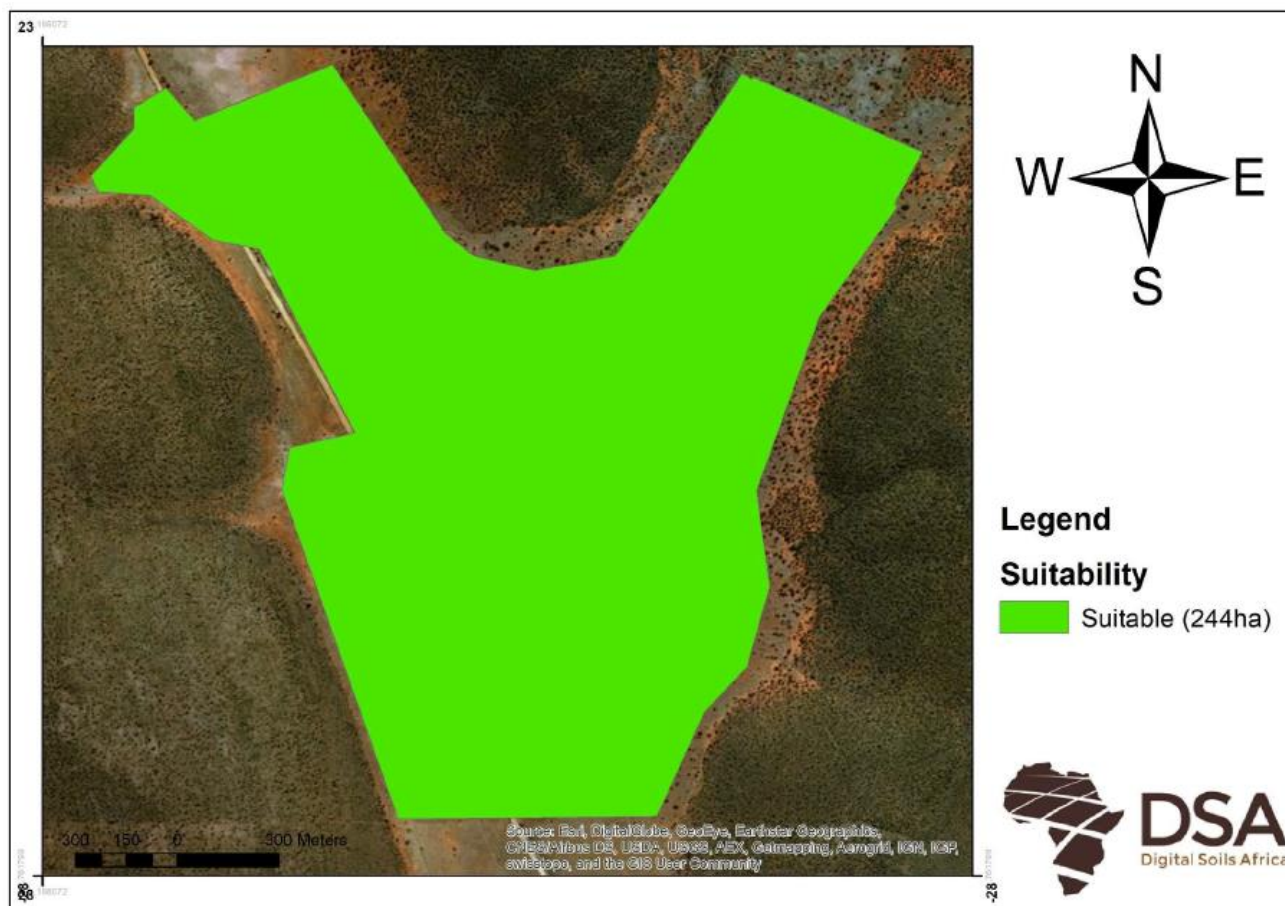 23
N
W E
S
Legend
Suitability
Suitable (244ha)
300 150 0 300 Meters
Source: Esri, DigitalGlobe, GeoEye, Earthstar Geographics,
CNES/Airbus DS, USDA, USGS, AEX, Getmapping, Aerogrid, IGN, IGP,
swisstopo, and the GIS User Community
-28
DSA
Digital Soils Africa